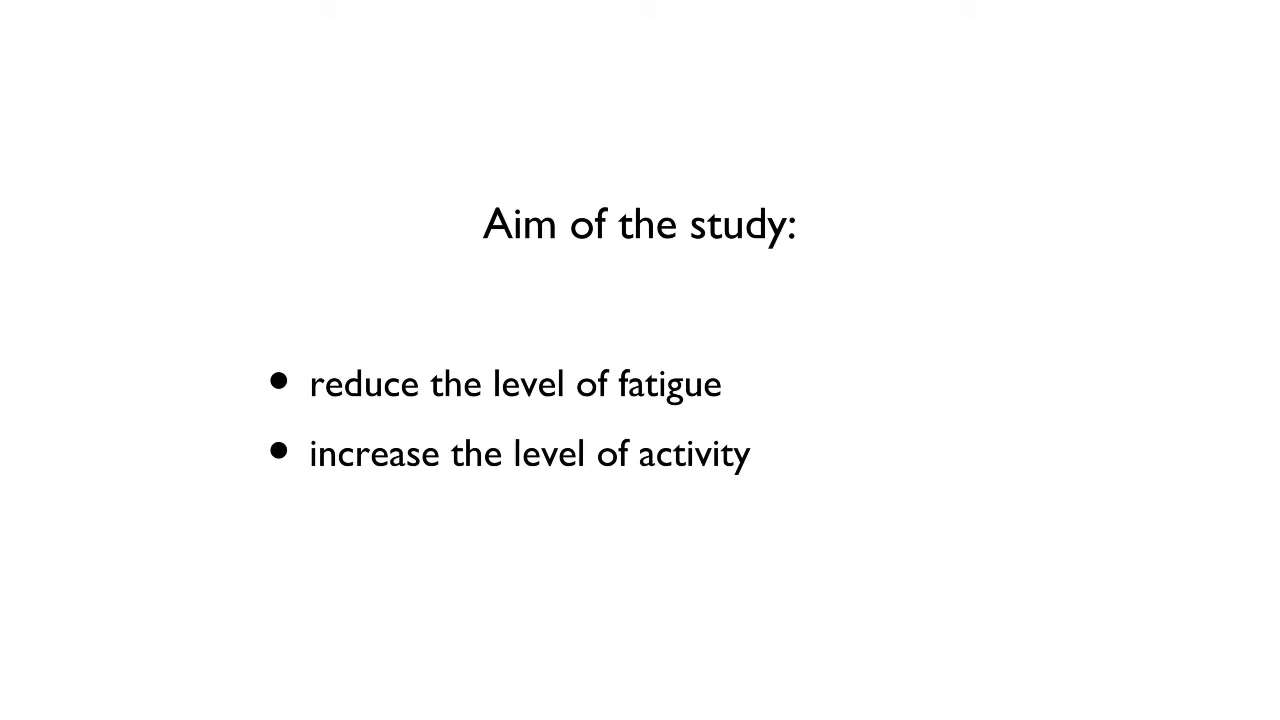 Aim of the study:
• reduce the level of fatigue
• increase the level of activity